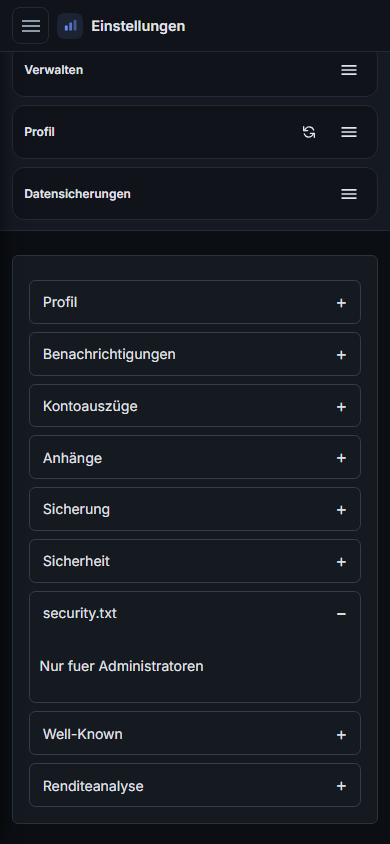 Einstellungen
Verwalten
Profil
Datensicherungen
Profil
Benachrichtigungen
Kontoauszüge
Anhänge
Sicherung
Sicherheit
security.txt
Nur fuer Administratoren
Well-Known
Renditeanalyse